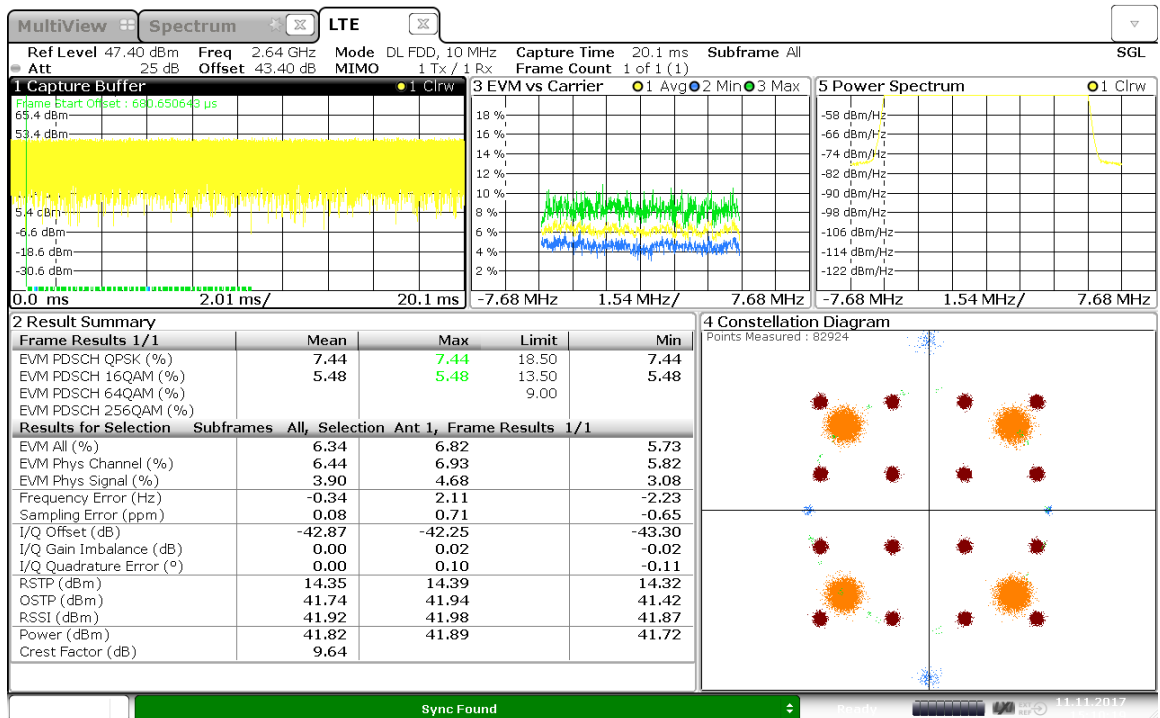 MultiView
Spectrum
LTE
Ref Level 47.40 dBm Freq 2.64 GHz Mode DL FDD, 10 MHz Capture Time 20.1 ms Subframe All SGL
Att 25 dB Offset 43.40 dB MIMO 1 Tx / 1 Rx Frame Count 1 of 1 (1)
1 Capture Buffer 1 Clrw
Frame Start Offset : 680.650643 µs
65.4 dBm
53.4 dBm
5.4 dBm
-6.6 dBm
-18.6 dBm
-30.6 dBm
0.0 ms 2.01 ms/ 20.1 ms
3 EVM vs Carrier 1 Avg 2 Min 3 Max
18 %
16 %
14 %
12 %
10 %
8 %
6 %
4 %
2 %
-7.68 MHz 1.54 MHz/ 7.68 MHz
5 Power Spectrum 1 Clrw
-58 dBm/Hz
-66 dBm/Hz
-74 dBm/Hz
-82 dBm/Hz
-90 dBm/Hz
-98 dBm/Hz
-106 dBm/Hz
-114 dBm/Hz
-122 dBm/Hz
-7.68 MHz 1.54 MHz/ 7.68 MHz
2 Result Summary
Frame Results 1/1 Mean Max Limit Min
EVM PDSCH QPSK (%) 7.44 7.44 18.50 7.44
EVM PDSCH 16QAM (%) 5.48 5.48 13.50 5.48
EVM PDSCH 64QAM (%) 9.00
EVM PDSCH 256QAM (%)
Results for Selection Subframes All, Selection Ant 1, Frame Results 1/1
EVM All (%) 6.34 6.82 5.73
EVM Phys Channel (%) 6.44 6.93 5.82
EVM Phys Signal (%) 3.90 4.68 3.08
Frequency Error (Hz) -0.34 2.11 -2.23
Sampling Error (ppm) 0.08 0.71 -0.65
I/Q Offset (dB) -42.87 -42.25 -43.30
I/Q Gain Imbalance (dB) 0.00 0.02 -0.02
I/Q Quadrature Error (°) 0.00 0.10 -0.11
RSTP (dBm) 14.35 14.39 14.32
OSTP (dBm) 41.74 41.94 41.42
RSSI (dBm) 41.92 41.98 41.87
Power (dBm) 41.82 41.89 41.72
Crest Factor (dB) 9.64
4 Constellation Diagram
Points Measured : 82924
Sync Found
Ready
EXT
REF
11.11.2017